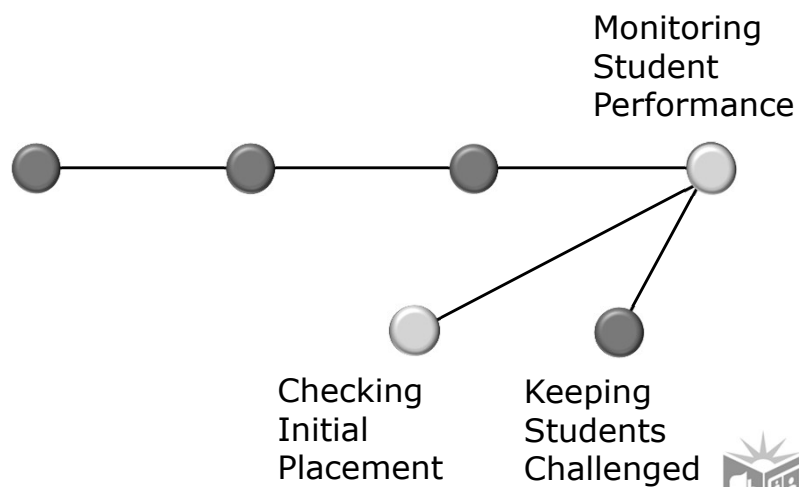 Monitoring
Student
Performance
Checking
Initial
Placement
Keeping
Students
Challenged